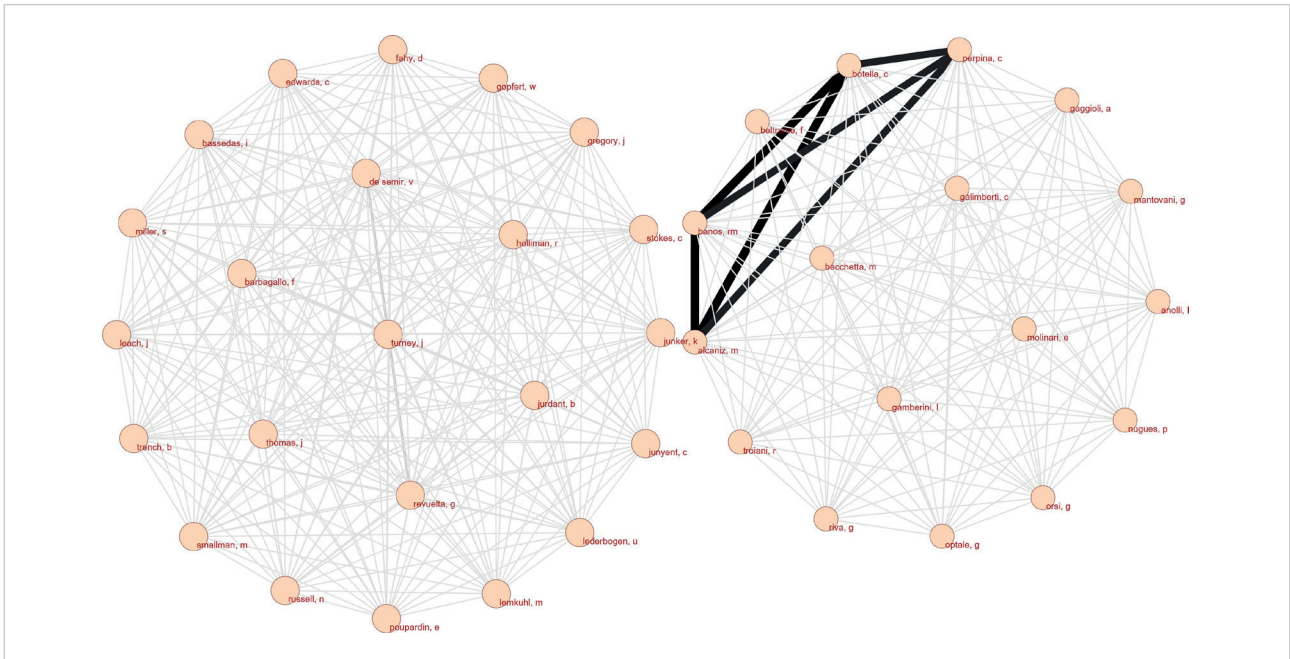 fahy, d
edwards, c
gopfert, w
bassedas, i
gregory, j
de semir, v
miller, s
stokes, c
holliman, r
barbagallo, f
leach, j
turney, j
junker, k
jurdant, b
trench, b
thomas, j
junyent, c
revuelta, g
smallman, m
lederbogen, u
russell, n
lemkuhl, m
poupardin, e
perpina, c
botella, c
gaggioli, a
galimberti, c
mantovani, g
banos, rm
bacchetta, m
anolli, l
molinari, e
alcaniz, m
gamberini, l
nugues, p
troiani, r
orsi, g
riva, g
optale, g